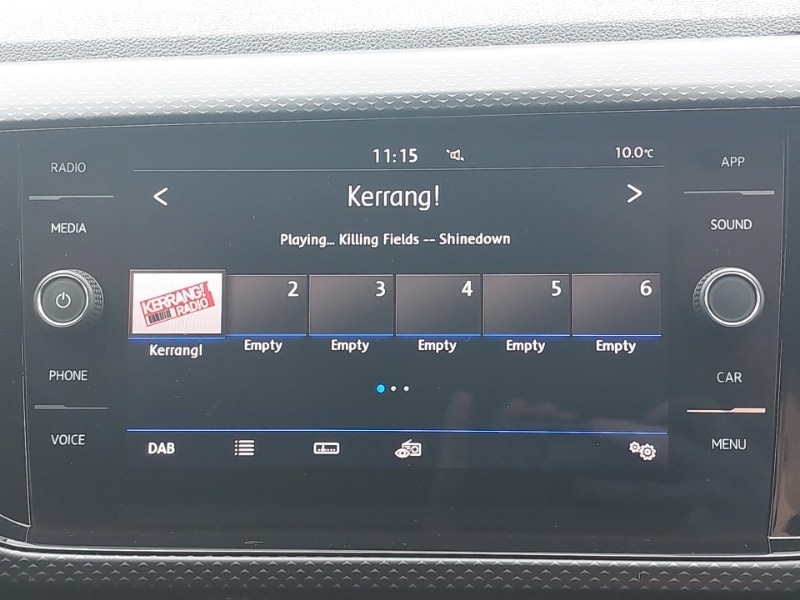 RADIO
MEDIA
PHONE
VOICE
11:15
10.0°C
Kerrang!
Playing... Killing Fields -- Shinedown
KERRANG!
RADIO
2
3
4
5
6
Kerrang!
Empty
Empty
Empty
Empty
Empty
DAB
APP
SOUND
CAR
MENU